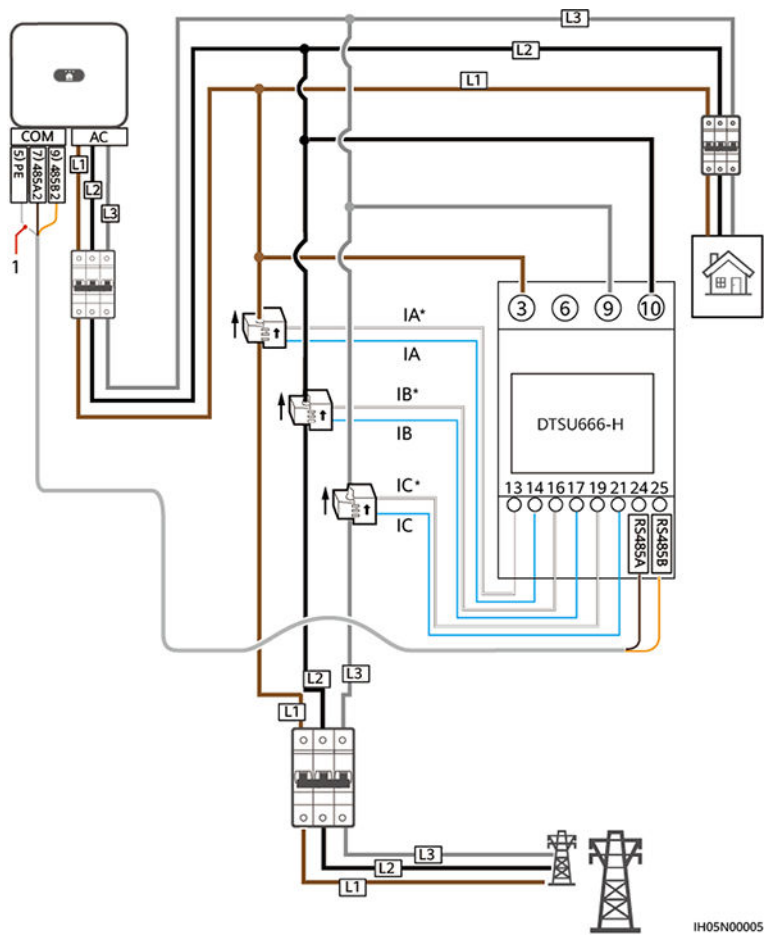 L3
L2
L1
COM
AC
5) PE
7) 485A2
9) 485B2
L1
L2
L3
1
3
6
9
10
IA*
IA
IB*
IB
DTSU666-H
IC*
IC
13 14 16 17 19 21 24 25
RS485A
RS485B
L2
L3
L1
L3
L2
L1
IH05N00005